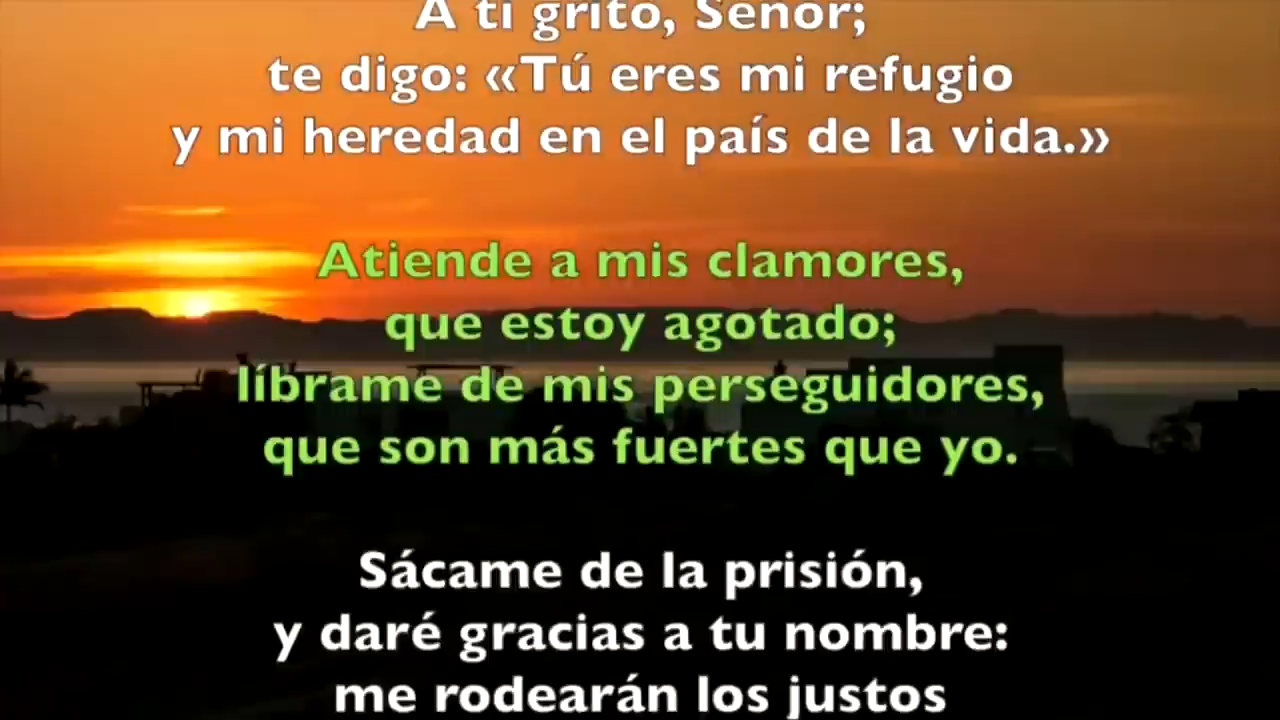 A ti grito, Señor;
te digo: «Tú eres mi refugio
y mi heredad en el país de la vida.»
Atiende a mis clamores,
que estoy agotado;
líbrame de mis perseguidores,
que son más fuertes que yo.
Sácame de la prisión,
y daré gracias a tu nombre:
me rodearán los justos